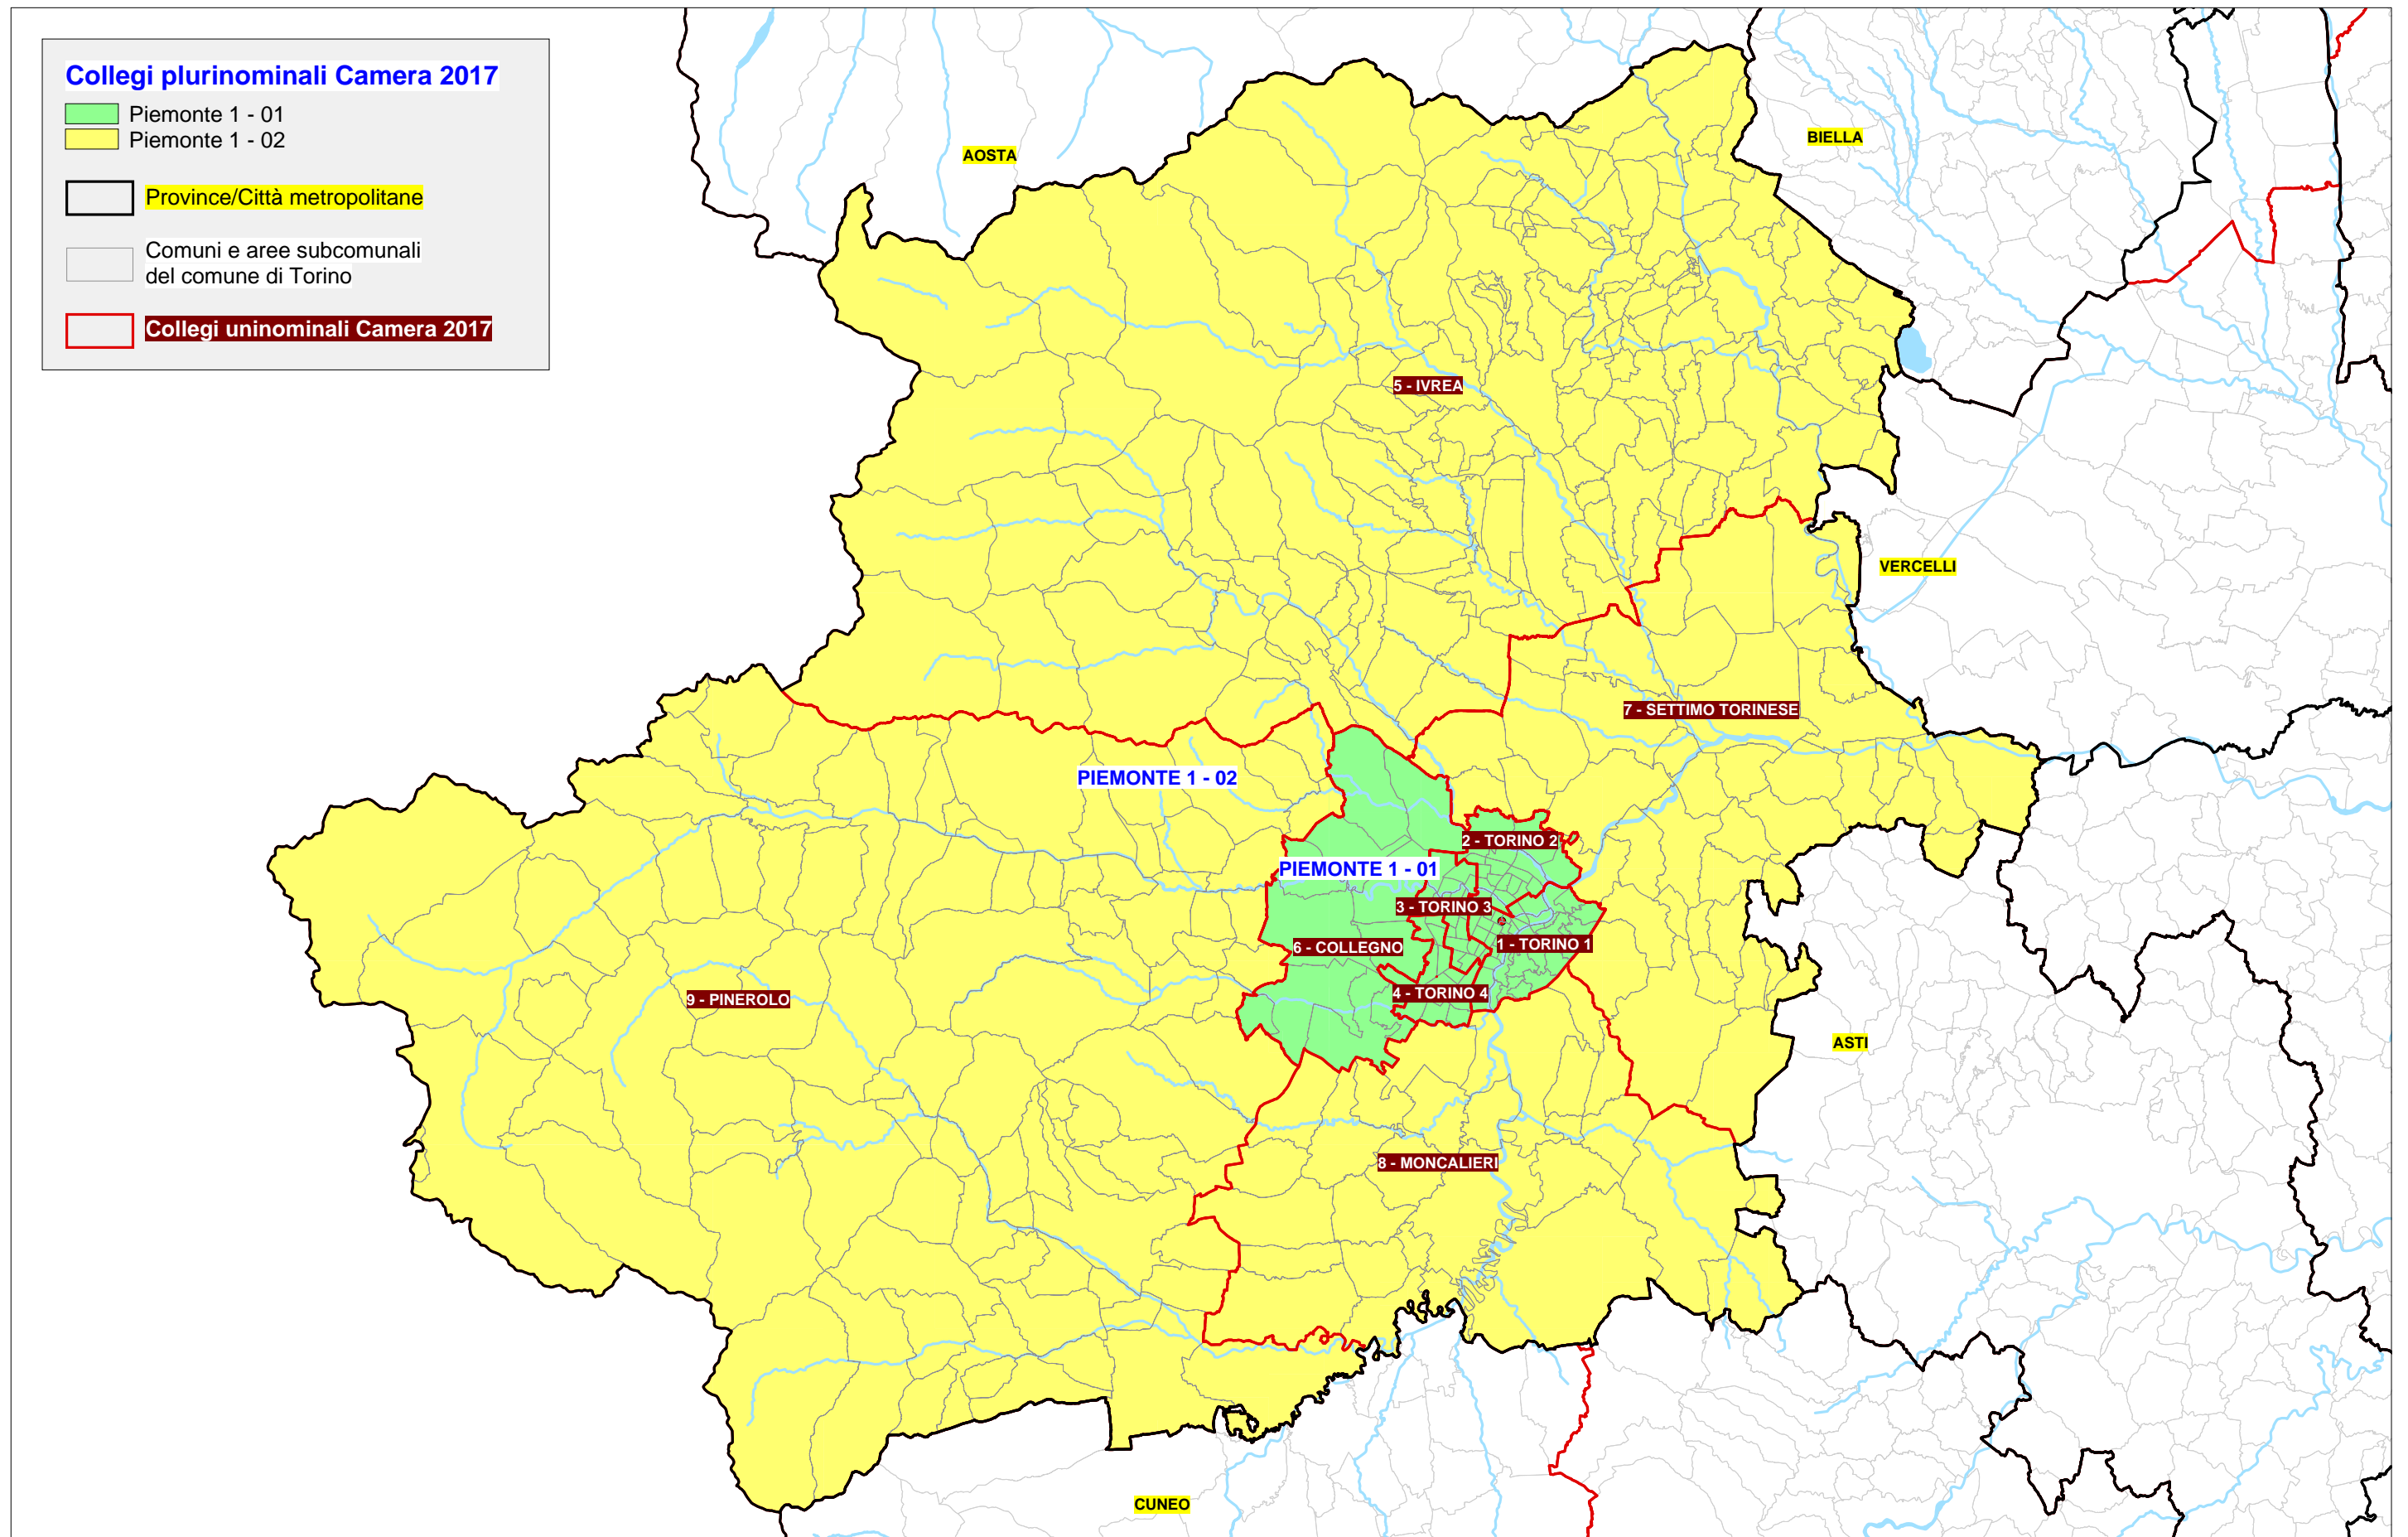 Collegi plurinominali Camera 2017
Piemonte 1 - 01
Piemonte 1 - 02
Province/Città metropolitane
Comuni e aree subcomunali
del comune di Torino
Collegi uninominali Camera 2017
AOSTA
BIELLA
5 - IVREA
VERCELLI
7 - SETTIMO TORINESE
PIEMONTE 1 - 02
2 - TORINO 2
PIEMONTE 1 - 01
3 - TORINO 3
6 - COLLEGNO
1 - TORINO 1
9 - PINEROLO
4 - TORINO 4
ASTI
8 - MONCALIERI
CUNEO